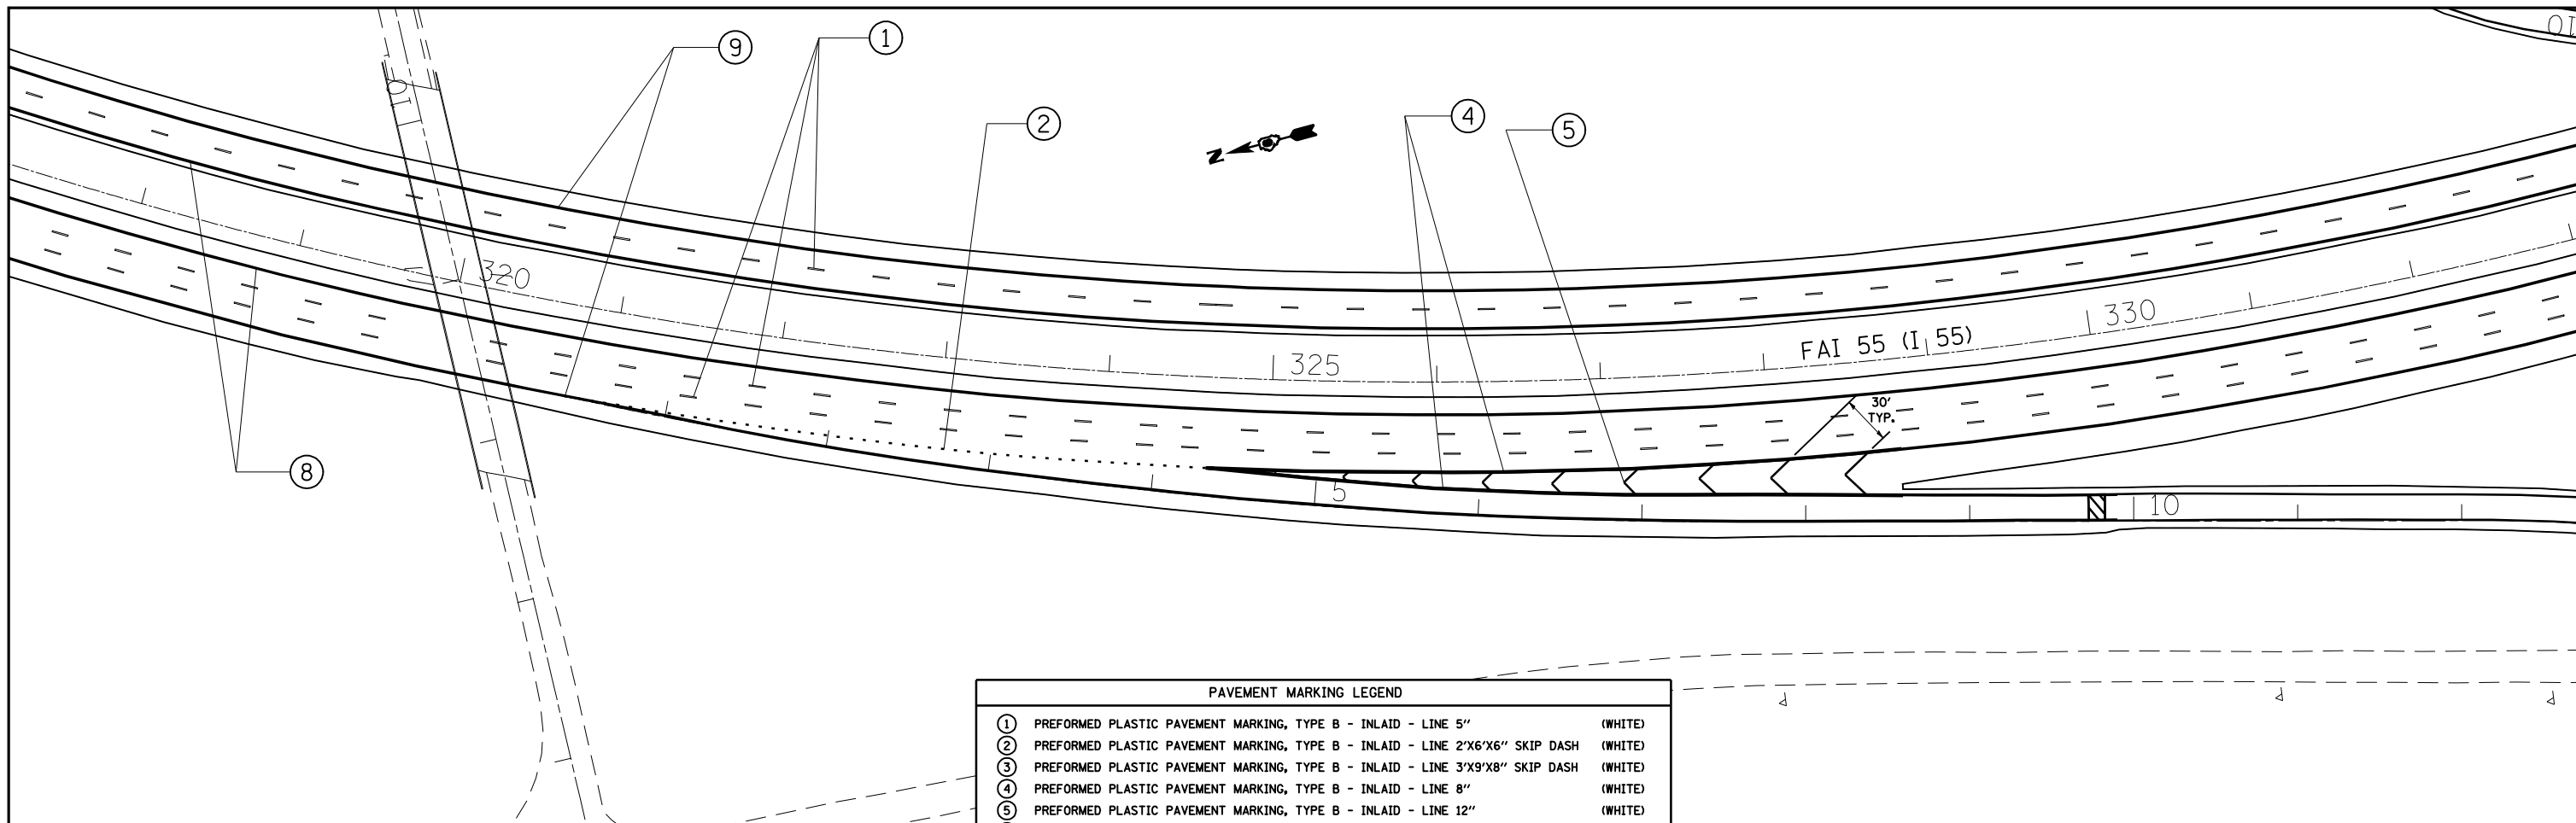 9
1
2
4
5
10
10
N
320
8
325
FAI 55 (I 55)
330
30'
TYP.
5
10
PAVEMENT MARKING LEGEND
1 PREFORMED PLASTIC PAVEMENT MARKING, TYPE B - INLAID - LINE 5" (WHITE)
2 PREFORMED PLASTIC PAVEMENT MARKING, TYPE B - INLAID - LINE 2'X6'X6" SKIP DASH (WHITE)
3 PREFORMED PLASTIC PAVEMENT MARKING, TYPE B - INLAID - LINE 3'X9'X8" SKIP DASH (WHITE)
4 PREFORMED PLASTIC PAVEMENT MARKING, TYPE B - INLAID - LINE 8" (WHITE)
5 PREFORMED PLASTIC PAVEMENT MARKING, TYPE B - INLAID - LINE 12" (WHITE)